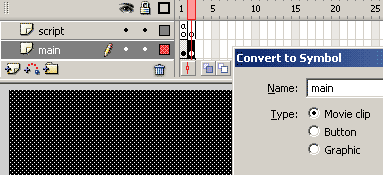 1 5 10 15 20 25
script
main
a
Convert to Symbol
Name: main
Type: Movie clip
Button
Graphic